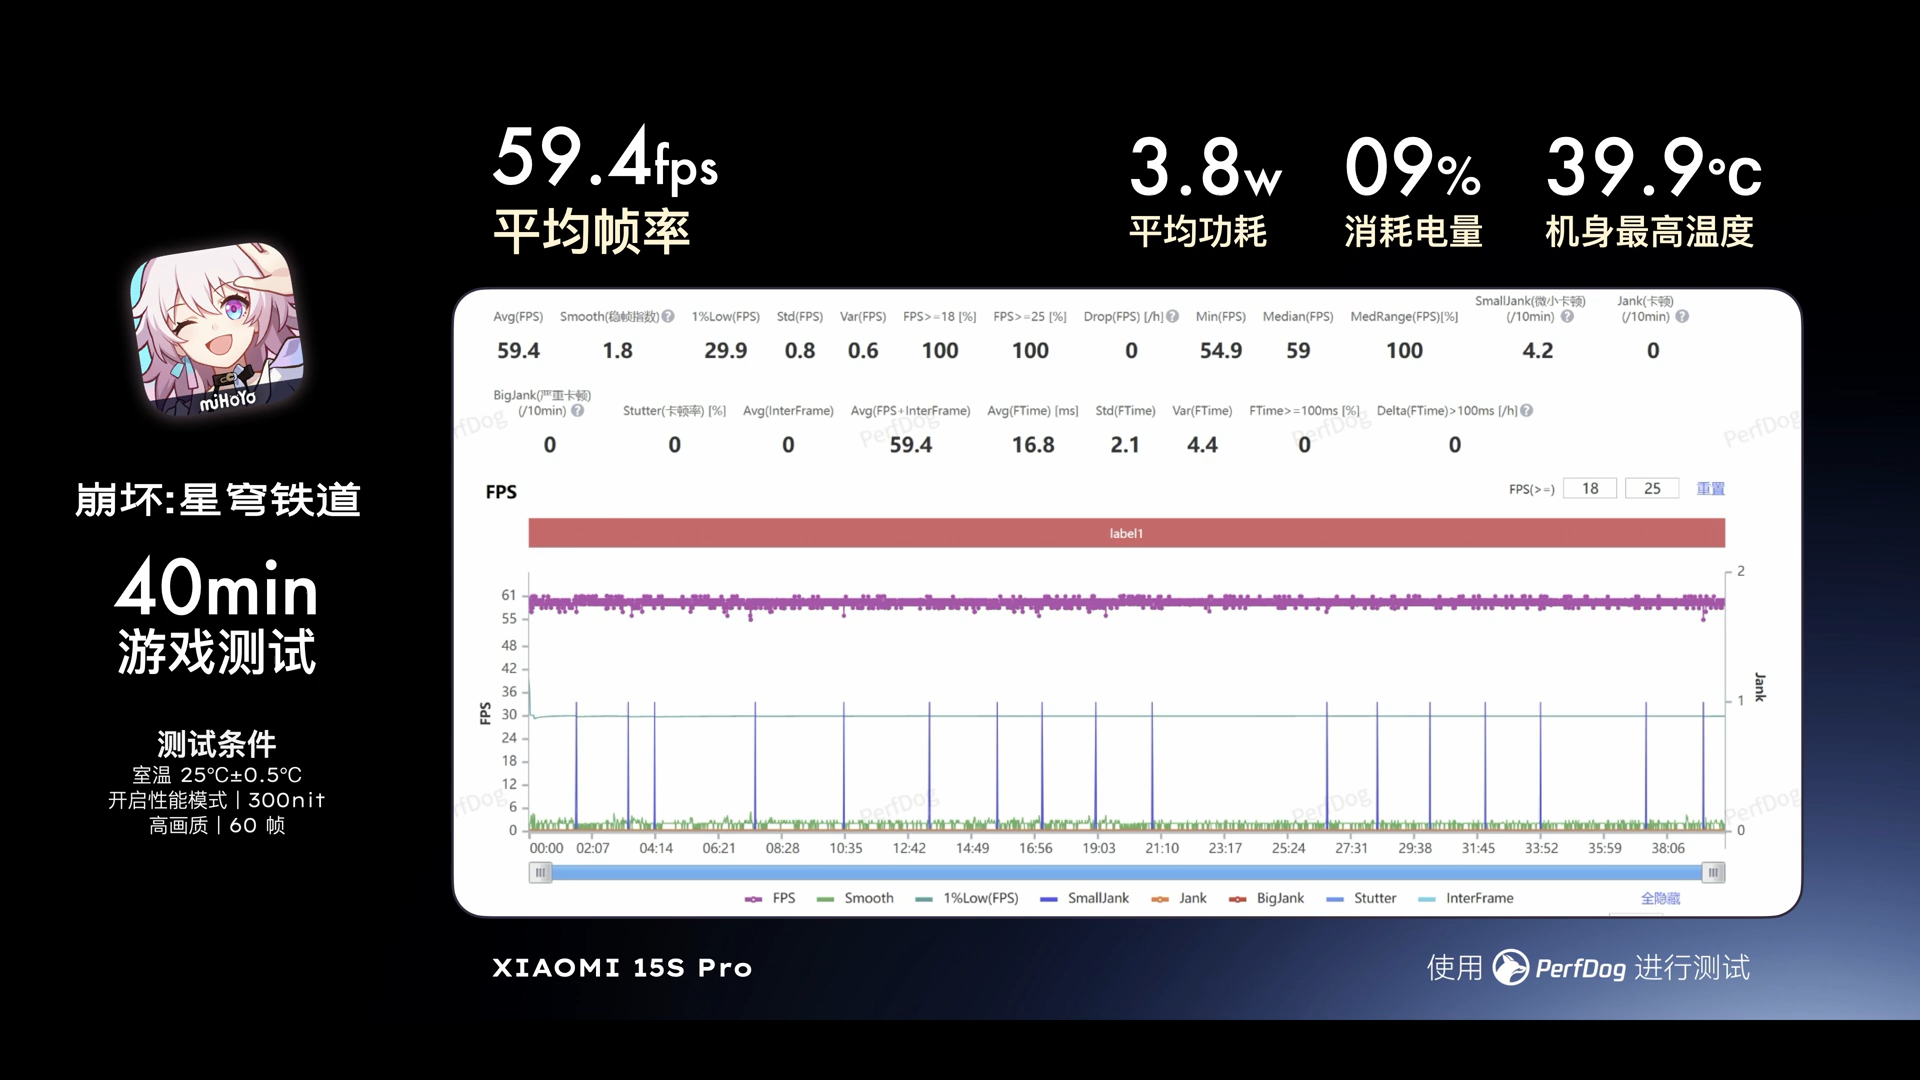 59.4fps
平均帧率
3.8w
平均功耗
09%
消耗电量
39.9℃
机身最高温度
miHoYo
崩坏:星穹铁道
40min
游戏测试
测试条件
室温 25℃±0.5℃
开启性能模式 | 300nit
高画质 | 60 帧
Avg(FPS) Smooth(稳帧指数) 1%Low(FPS) Std(FPS) Var(FPS) FPS>=18 [%] FPS>=25 [%] Drop(FPS) [/h] Min(FPS) Median(FPS) MedRange(FPS)[%] SmallJank(微小卡顿) (/10min) Jank(卡顿) (/10min)
59.4 1.8 29.9 0.8 0.6 100 100 0 54.9 59 100 4.2 0
BigJank(严重卡顿) (/10min) Stutter(卡顿率) [%] Avg(InterFrame) Avg(FPS+InterFrame) Avg(FTime) [ms] Std(FTime) Var(FTime) FTime>=100ms [%] Delta(FTime)>100ms [/h]
0 0 0 59.4 16.8 2.1 4.4 0 0
FPS
FPS(>=) 18 25 重置
label1
61
55
48
42
36
30
24
18
12
6
0
FPS
2
1
0
Jank
00:00 02:07 04:14 06:21 08:28 10:35 12:42 14:49 16:56 19:03 21:10 23:17 25:24 27:31 29:38 31:45 33:52 35:59 38:06
FPS Smooth 1%Low(FPS) SmallJank Jank BigJank Stutter InterFrame
全隐藏
PerfDog
PerfDog
PerfDog
PerfDog
PerfDog
PerfDog
XIAOMI 15S Pro
使用 PerfDog 进行测试